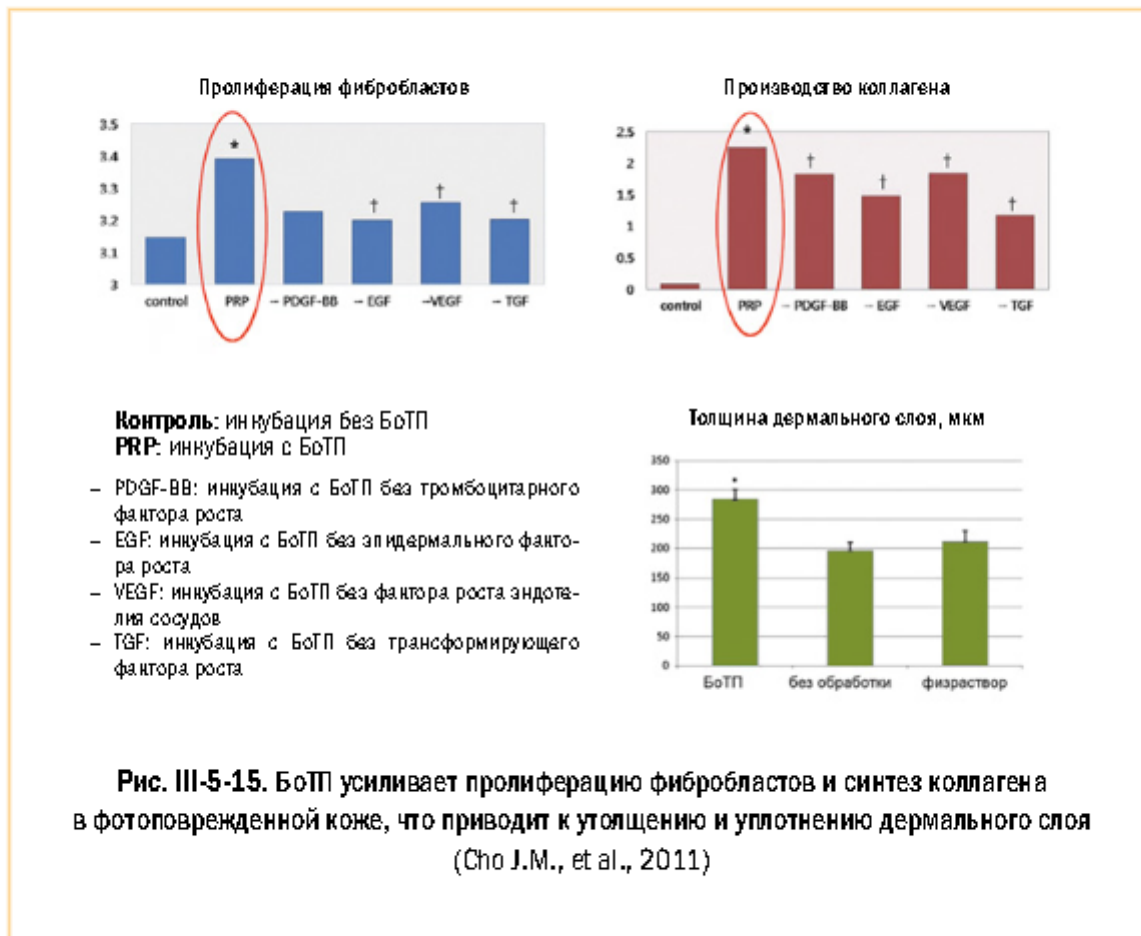 Пролиферация фибробластов
3.5
3.4
3.3
3.2
3.1
3
*
†
†
†
control PRP – PDGF-BB – EGF –VEGF – TGF
Производство коллагена
2.5
2
1.5
1
0.5
0
*
†
†
†
†
control PRP – PDGF-BB – EGF – VEGF – TGF
Контроль: инкубация без БоТП
PRP: инкубация с БоТП
– PDGF-BB: инкубация с БоТП без тромбоцитарного
фактора роста
– EGF: инкубация с БоТП без эпидермального факто-
ра роста
– VEGF: инкубация с БоТП без фактора роста эндоте-
лия сосудов
– TGF: инкубация с БоТП без трансформирующего
фактора роста
Толщина дермального слоя, мкм
350
300
250
200
150
100
50
0
*
БоТП без обработки физраствор
Рис. III-5-15. БоТП усиливает пролиферацию фибробластов и синтез коллагена
в фотоповрежденной коже, что приводит к утолщению и уплотнению дермального слоя
(Cho J.M., et al., 2011)